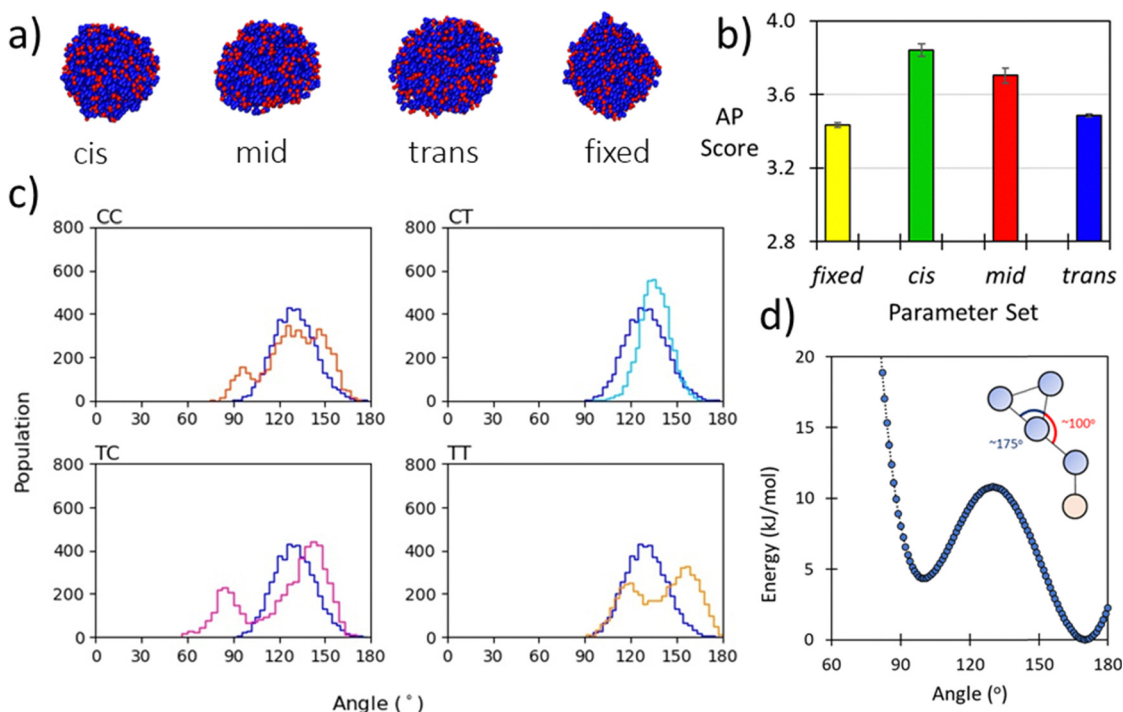 a)
cis
mid
trans
fixed
b)
4.0
3.6
3.2
2.8
AP
Score
fixed
cis
mid
trans
Parameter Set
c)
CC
800
600
400
200
0
0
30
60
90
120
150
180
CT
800
600
400
200
0
0
30
60
90
120
150
180
TC
800
600
400
200
0
0
30
60
90
120
150
180
TT
800
600
400
200
0
0
30
60
90
120
150
180
Population
Angle (°)
d)
20
15
10
5
0
60
90
120
150
180
Energy (kJ/mol)
Angle (°)
~100°
~175°